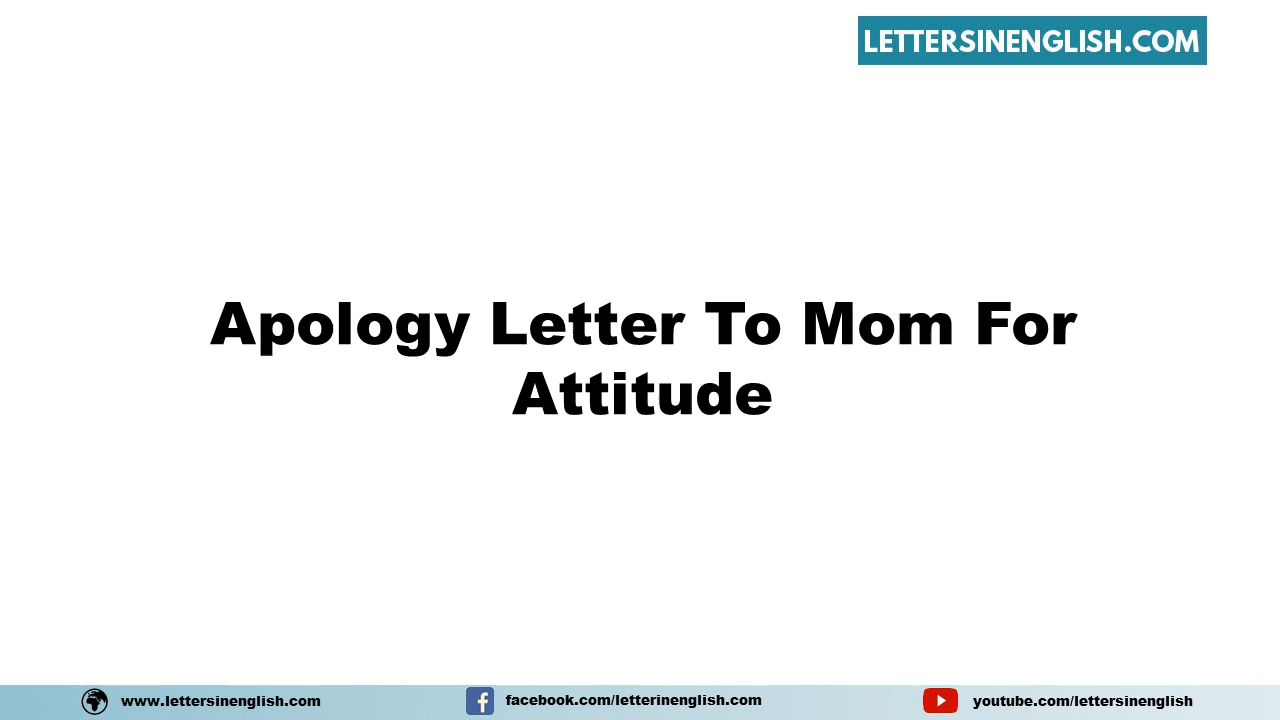 LETTERSINENGLISH.COM
Apology Letter To Mom For
Attitude
www.lettersinenglish.com
facebook.com/letterinenglish.com
youtube.com/lettersinenglish